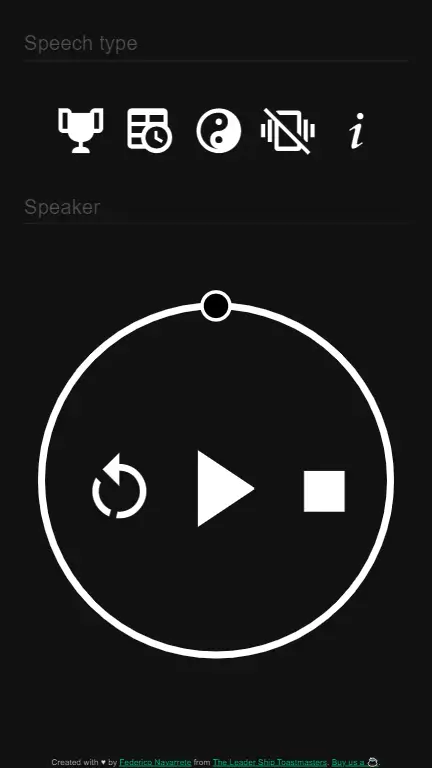 Speech type
i
Speaker
Created with ♥ by Federico Navarrete from The Leader Ship Toastmasters. Buy us a ☕.